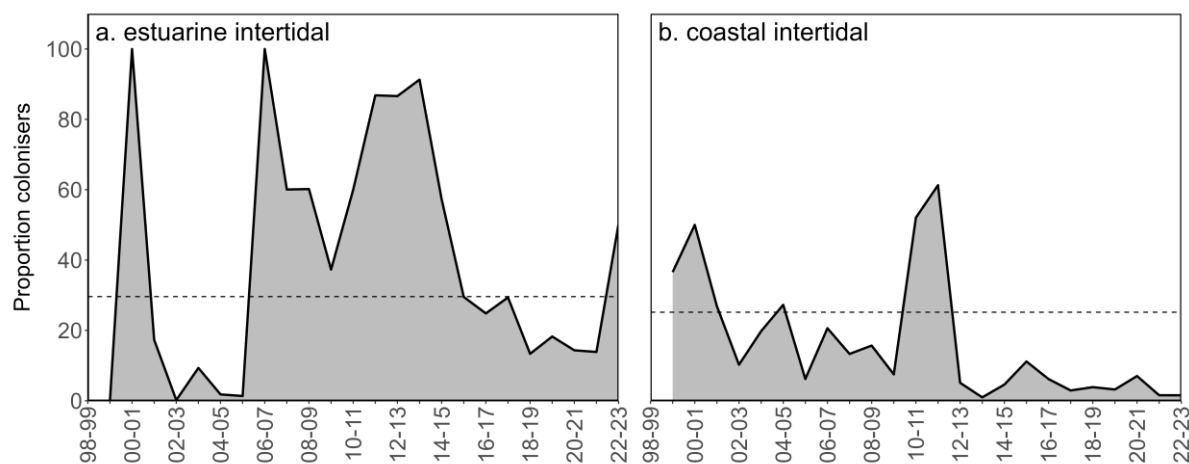 a. estuarine intertidal
b. coastal intertidal
Proportion colonisers
100
80
60
40
20
0
98-99 00-01 02-03 04-05 06-07 08-09 10-11 12-13 14-15 16-17 18-19 20-21 22-23
98-99 00-01 02-03 04-05 06-07 08-09 10-11 12-13 14-15 16-17 18-19 20-21 22-23